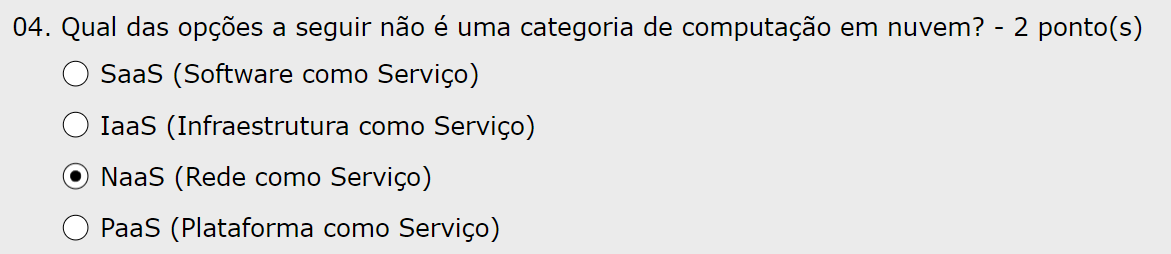 04. Qual das opções a seguir não é uma categoria de computação em nuvem? - 2 ponto(s)
SaaS (Software como Serviço)
IaaS (Infraestrutura como Serviço)
NaaS (Rede como Serviço)
PaaS (Plataforma como Serviço)